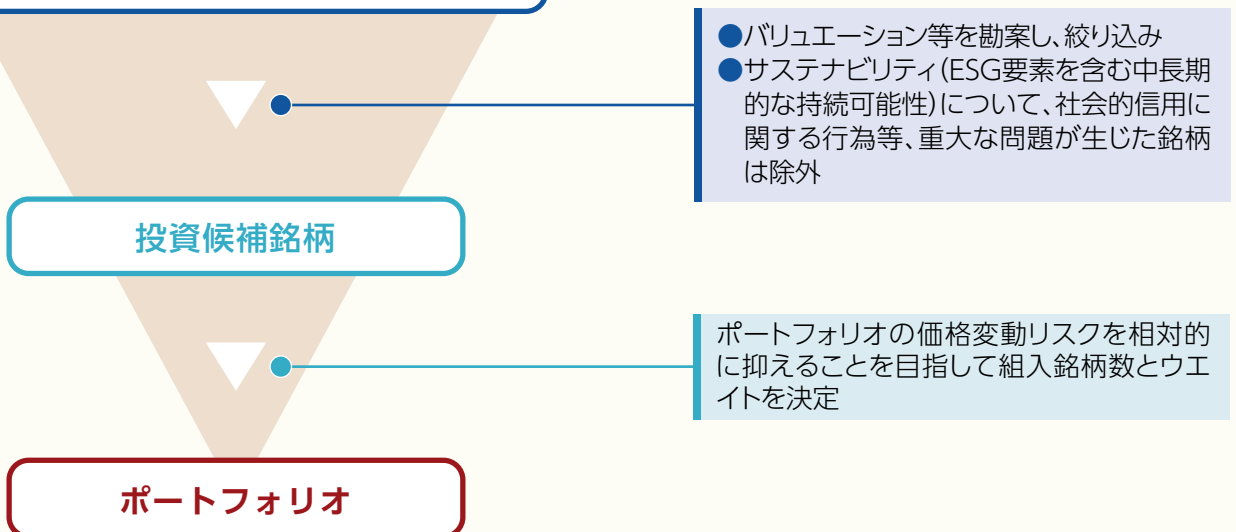 ●バリュエーション等を勘案し、絞り込み
●サステナビリティ(ESG要素を含む中長期
的な持続可能性)について、社会的信用に
関する行為等、重大な問題が生じた銘柄
は除外
投資候補銘柄
ポートフォリオの価格変動リスクを相対的
に抑えることを目指して組入銘柄数とウエ
イトを決定
ポートフォリオ